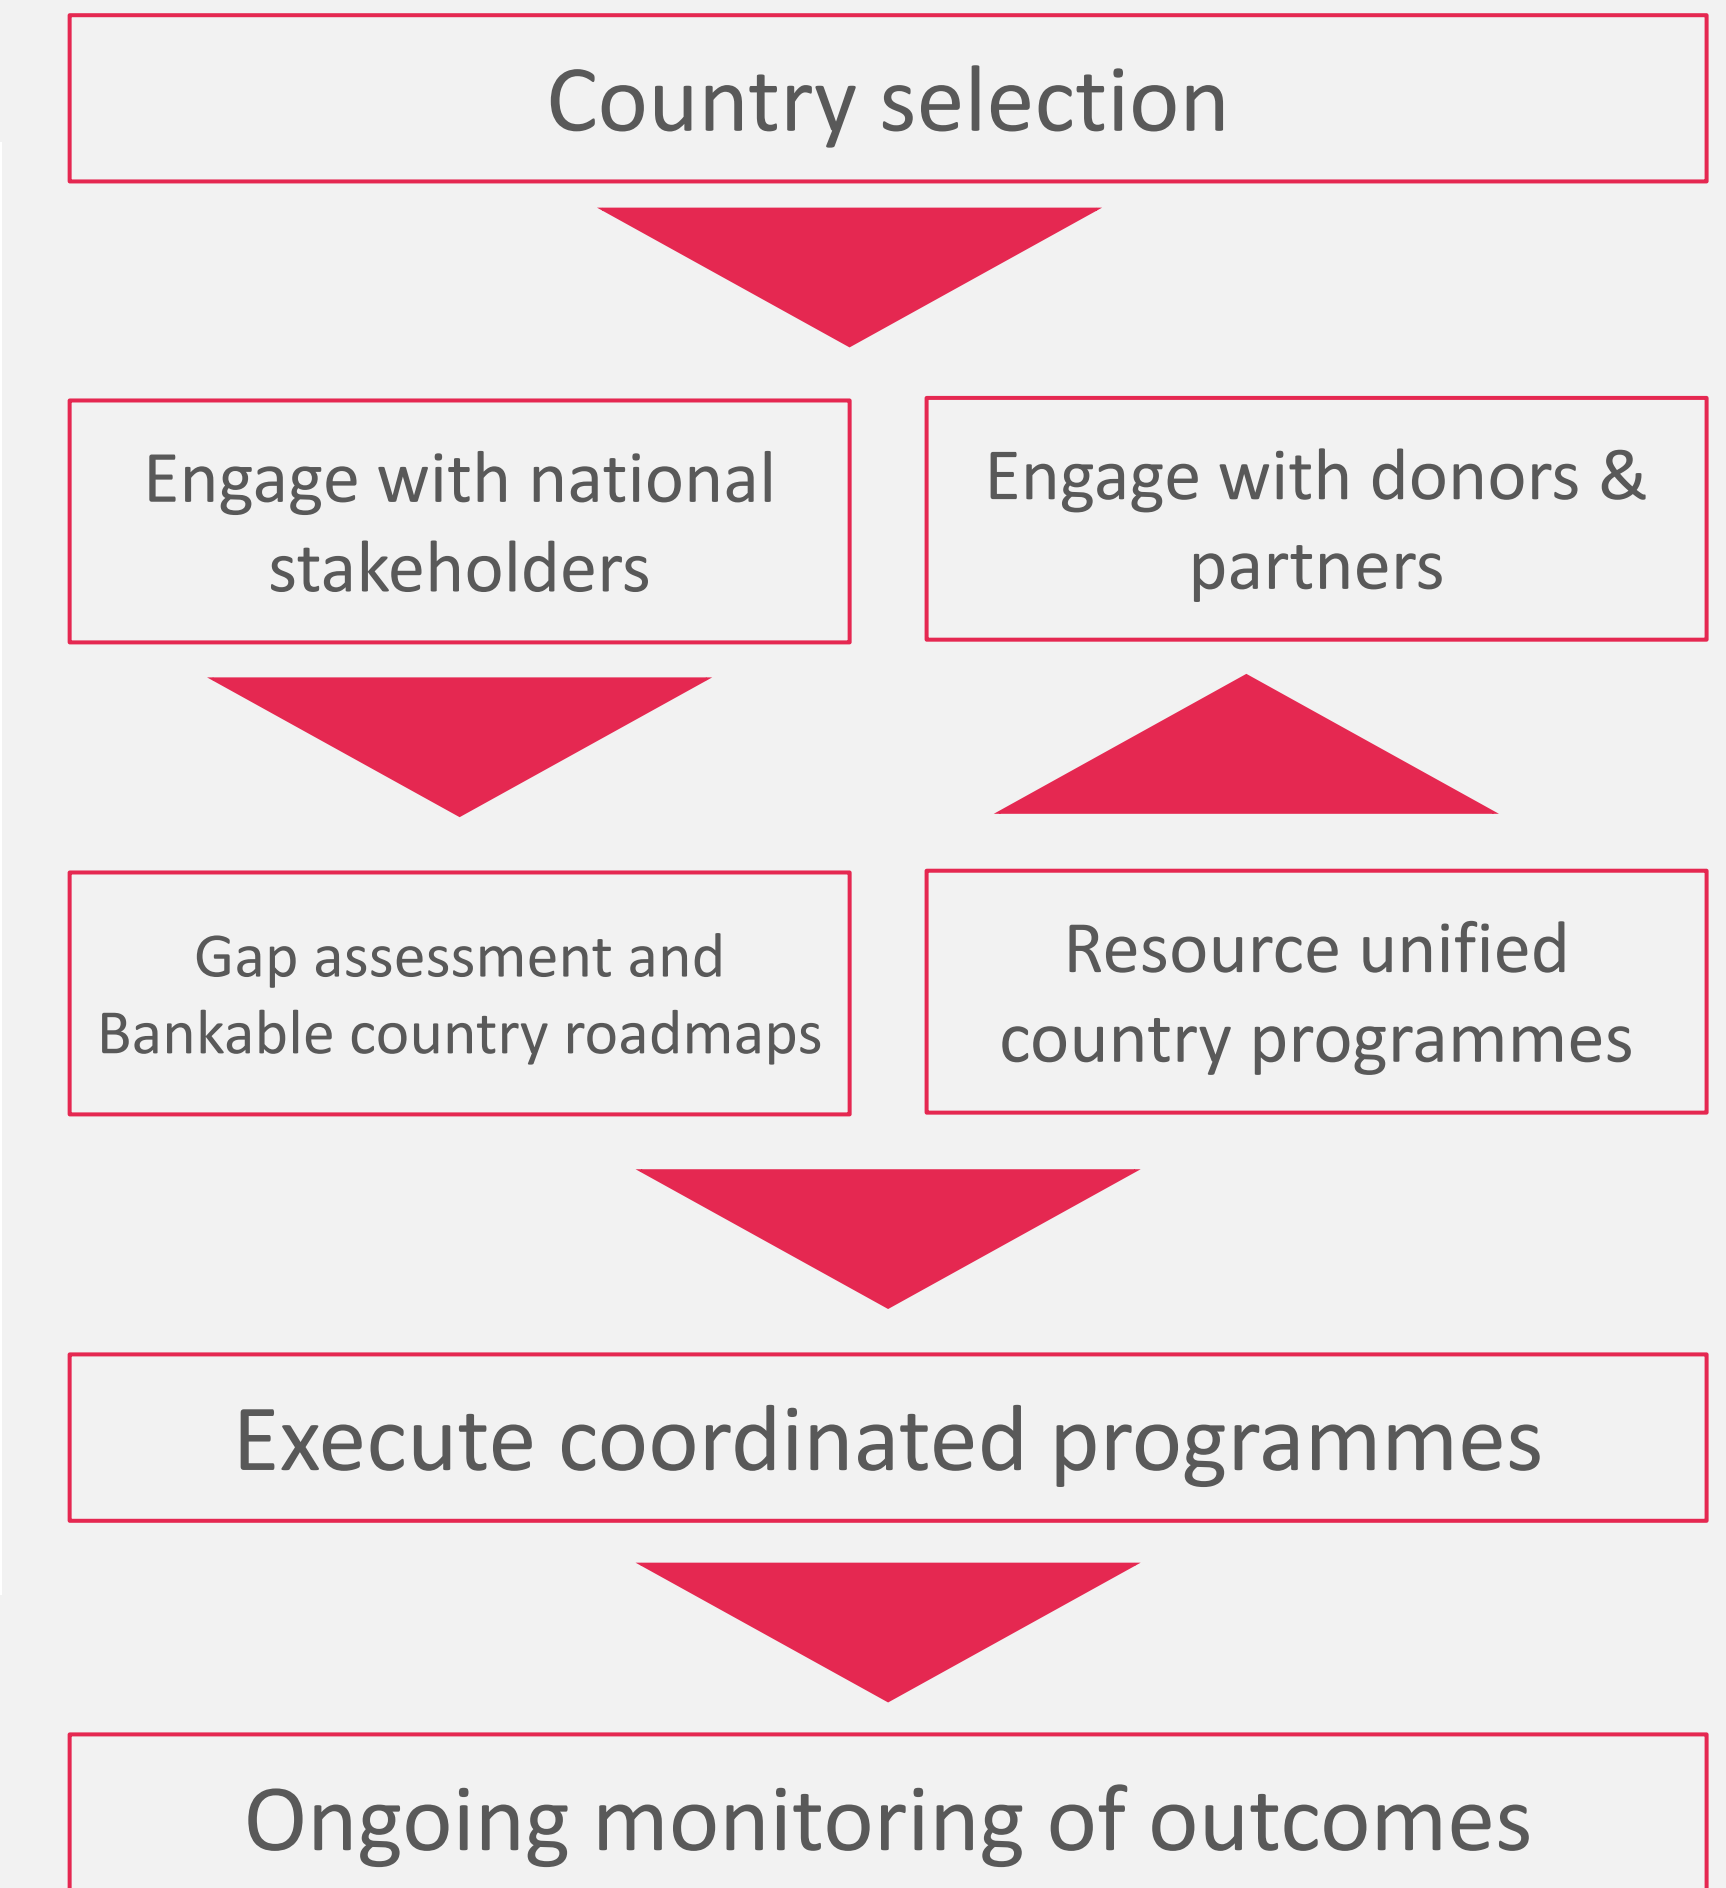 Country selection
Engage with national
stakeholders
Engage with donors &
partners
Gap assessment and
Bankable country roadmaps
Resource unified
country programmes
Execute coordinated programmes
Ongoing monitoring of outcomes